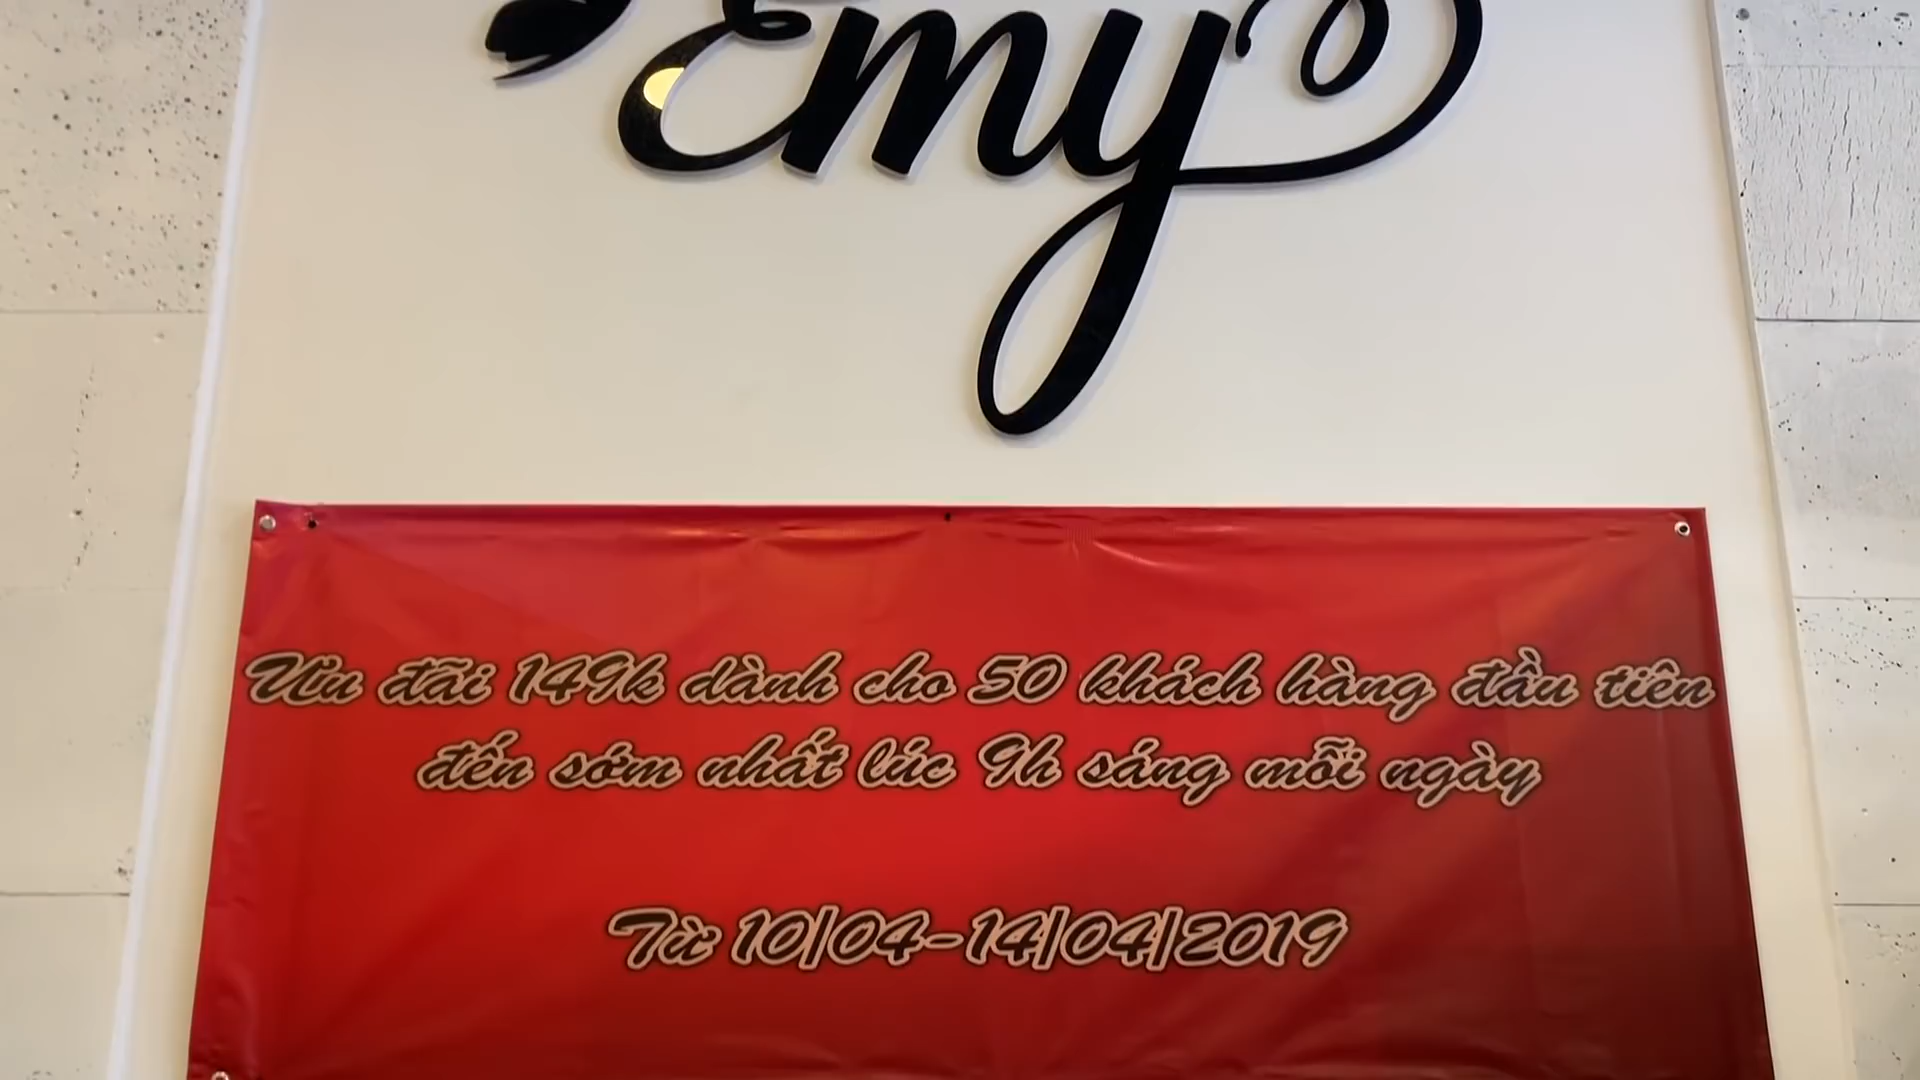 Emy
Ưu đãi 149k dành cho 50 khách hàng đầu tiên
đến sớm nhất lúc 9h sáng mỗi ngày
Từ 10/04-14/04/2019